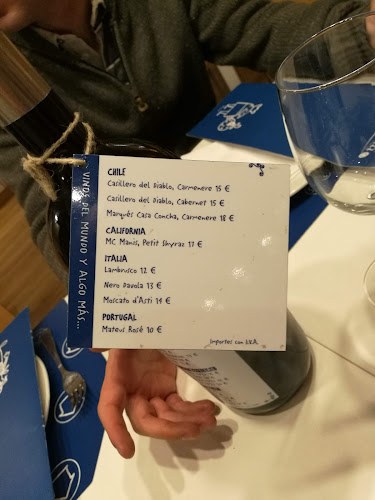 VINOS DEL MUNDO Y ALGO MÁS...
CHILE
Casillero del Diablo, Carmenere 15 €
Casillero del Diablo, Cabernet 15 €
Marqués Casa Concha, Carmenere 18 €
CALIFORNIA
MC Manis, Petit Shyraz 17 €
ITALIA
Lambrusco 12 €
Nero Davola 13 €
Moscato d'Asti 14 €
PORTUGAL
Mateus Rosé 10 €
Importes con I.V.A.